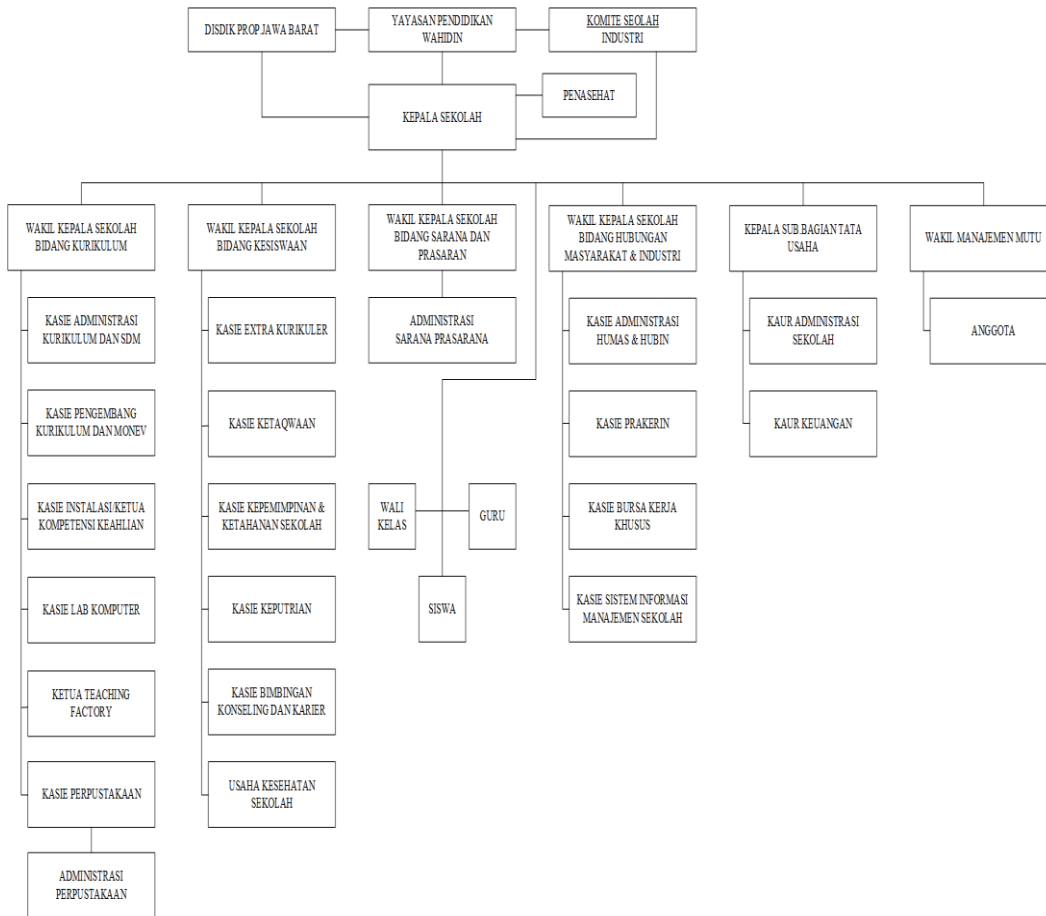 DISDIK PROP JAWA BARAT
YAYASAN PENDIDIKAN
WAHIDIN
KOMITE SEOLAH
INDUSTRI
PENASEHAT
KEPALA SEKOLAH
WAKIL KEPALA SEKOLAH
BIDANG KURIKULUM
WAKIL KEPALA SEKOLAH
BIDANG KESISWAAN
WAKIL KEPALA SEKOLAH
BIDANG SARANA DAN
PRASARAN
WAKIL KEPALA SEKOLAH
BIDANG HUBUNGAN
MASYARAKAT & INDUSTRI
KEPALA SUB.BAGIAN TATA
USAHA
WAKIL MANAJEMEN MUTU
KASIE ADMINISTRASI
KURIKULUM DAN SDM
KASIE EXTRA KURIKULER
ADMINISTRASI
SARANA PRASARANA
KASIE ADMINISTRASI
HUMAS & HUBIN
KAUR ADMINISTRASI
SEKOLAH
ANGGOTA
KASIE PENGEMBANG
KURIKULUM DAN MONEV
KASIE KETAQWAAN
KASIE PRAKERIN
KAUR KEUANGAN
KASIE INSTALASI/KETUA
KOMPETENSI KEAHLIAN
KASIE KEPEMIMPINAN &
KETAHANAN SEKOLAH
WALI
KELAS
GURU
KASIE BURSA KERJA
KHUSUS
KASIE LAB KOMPUTER
KASIE KEPUTRIAN
SISWA
KASIE SISTEM INFORMASI
MANAJEMEN SEKOLAH
KETUA TEACHING
FACTORY
KASIE BIMBINGAN
KONSELING DAN KARIER
KASIE PERPUSTAKAAN
USAHA KESEHATAN
SEKOLAH
ADMINISTRASI
PERPUSTAKAAN